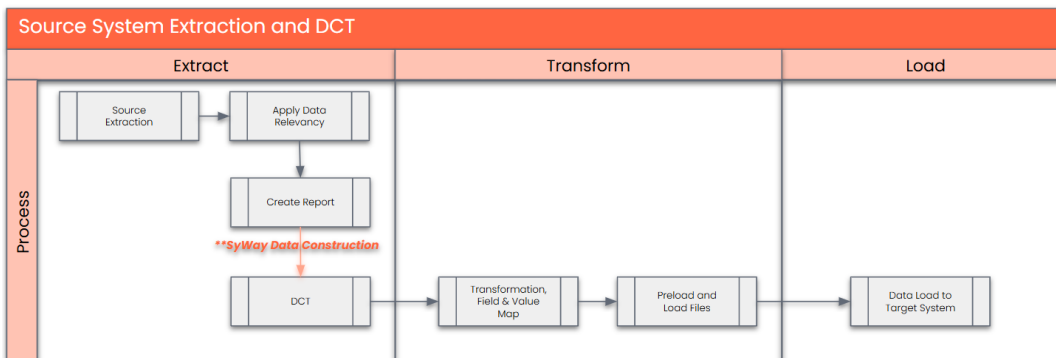 Source System Extraction and DCT
Extract
Transform
Load
Process
Source
Extraction
Apply Data
Relevancy
Create Report
**SyWay Data Construction
DCT
Transformation,
Field & Value
Map
Preload and
Load Files
Data Load to
Target System